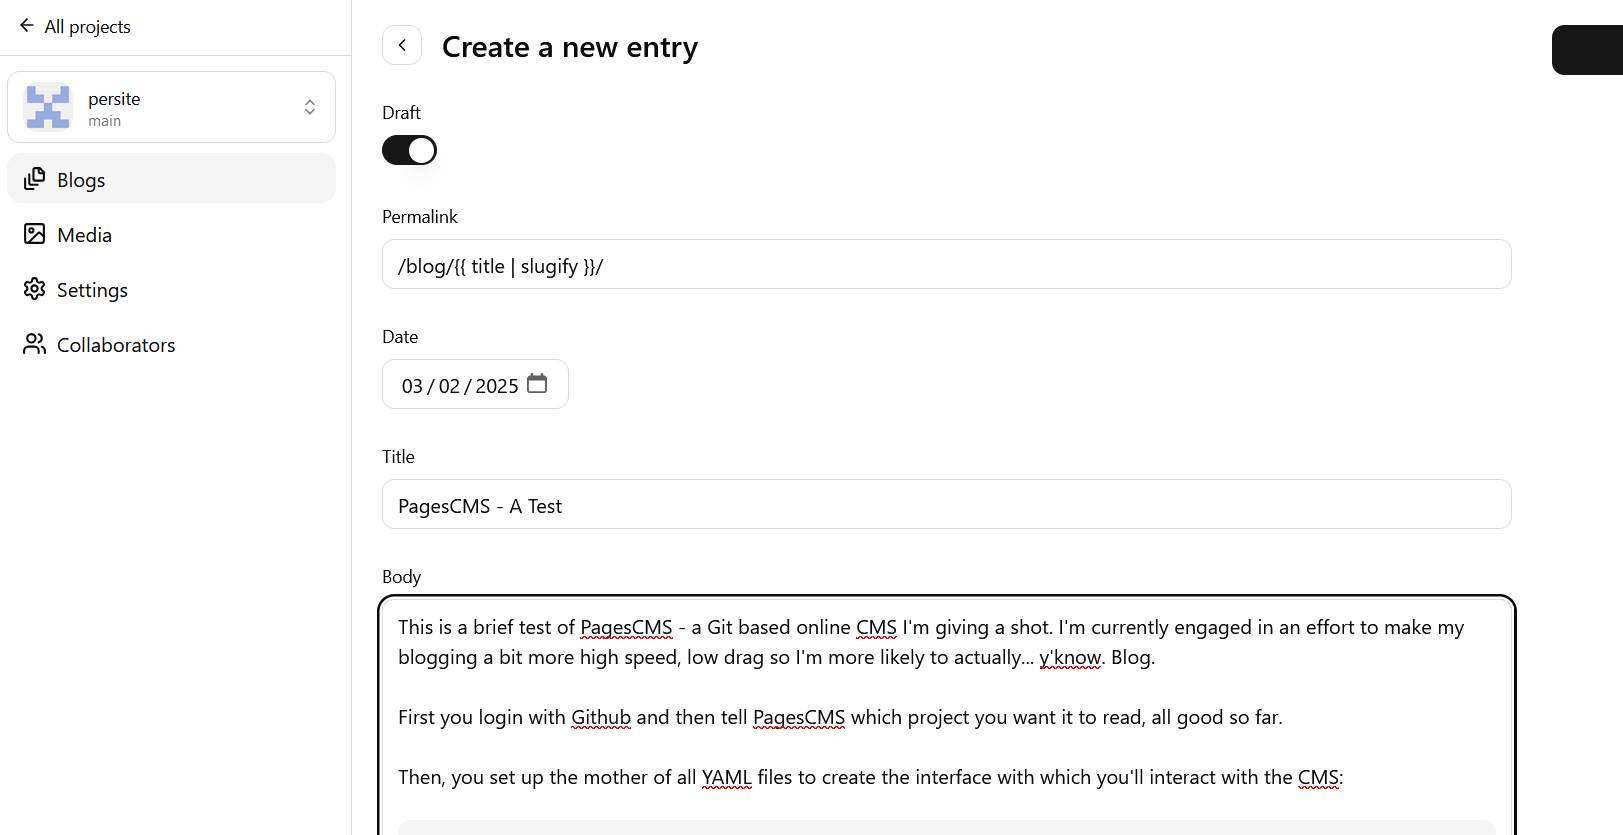 All projects
persite
main
Blogs
Media
Settings
Collaborators
Create a new entry
Draft
Permalink
/blog/{{ title | slugify }}/
Date
03 / 02 / 2025
Title
PagesCMS - A Test
Body
This is a brief test of PagesCMS - a Git based online CMS I'm giving a shot. I'm currently engaged in an effort to make my
blogging a bit more high speed, low drag so I'm more likely to actually... y'know. Blog.
First you login with Github and then tell PagesCMS which project you want it to read, all good so far.
Then, you set up the mother of all YAML files to create the interface with which you'll interact with the CMS: